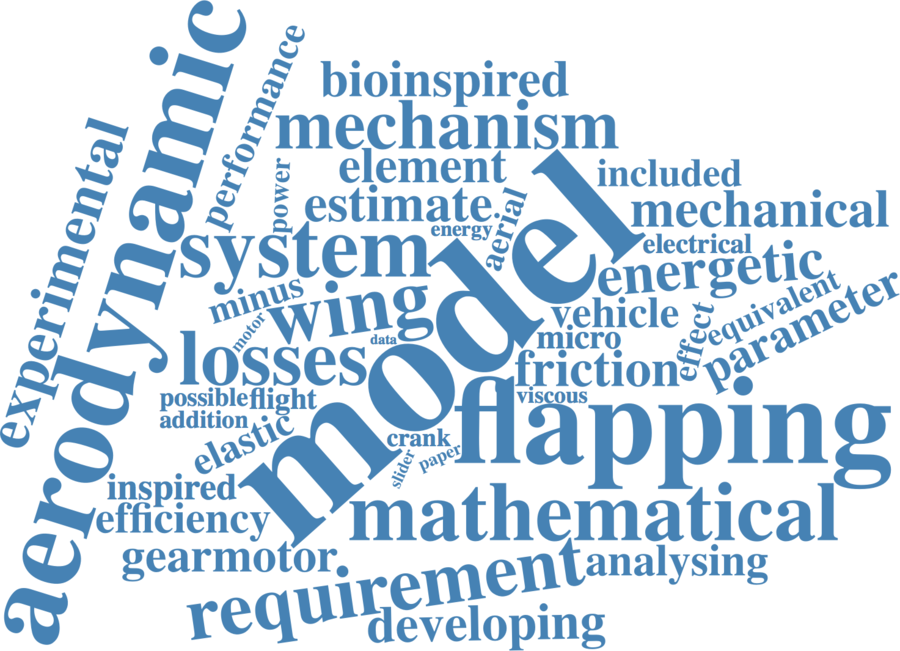 aerodynamic
experimental
performance
bioinspired
mechanism
element
power
estimate
energy
aerial
included
mechanical
electrical
system
model
energetic
minus
wing
motor
data
losses
vehicle
micro
effect
equivalent
parameter
friction
viscous
possible
flight
addition
elastic
crank
slider
paper
flapping
inspired
efficiency
mathematical
gearmotor
requirement
analysing
developing